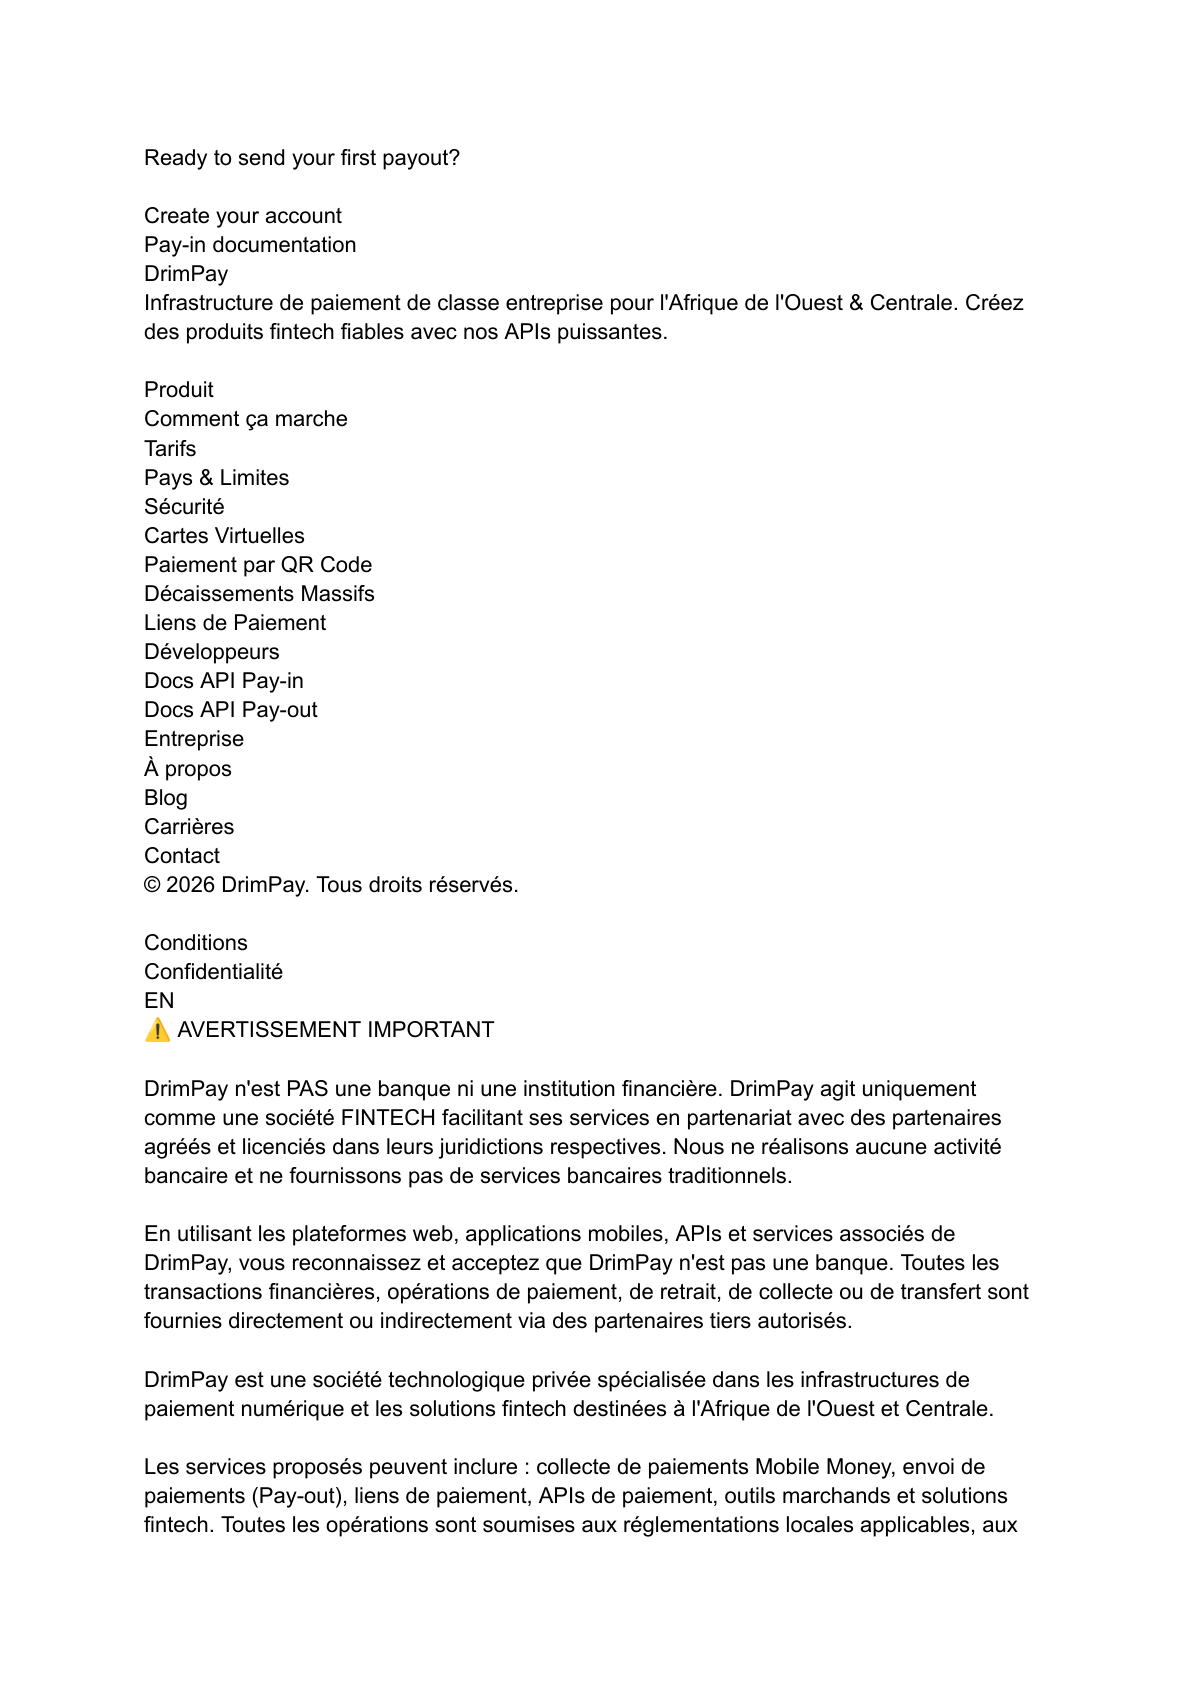 Ready to send your first payout?
Create your account
Pay-in documentation
DrimPay
Infrastructure de paiement de classe entreprise pour l'Afrique de l'Ouest & Centrale. Créez
des produits fintech fiables avec nos APIs puissantes.
Produit
Comment ça marche
Tarifs
Pays & Limites
Sécurité
Cartes Virtuelles
Paiement par QR Code
Décaissements Massifs
Liens de Paiement
Développeurs
Docs API Pay-in
Docs API Pay-out
Entreprise
À propos
Blog
Carrières
Contact
© 2026 DrimPay. Tous droits réservés.
Conditions
Confidentialité
EN
⚠️ AVERTISSEMENT IMPORTANT
DrimPay n'est PAS une banque ni une institution financière. DrimPay agit uniquement
comme une société FINTECH facilitant ses services en partenariat avec des partenaires
agréés et licenciés dans leurs juridictions respectives. Nous ne réalisons aucune activité
bancaire et ne fournissons pas de services bancaires traditionnels.
En utilisant les plateformes web, applications mobiles, APIs et services associés de
DrimPay, vous reconnaissez et acceptez que DrimPay n'est pas une banque. Toutes les
transactions financières, opérations de paiement, de retrait, de collecte ou de transfert sont
fournies directement ou indirectement via des partenaires tiers autorisés.
DrimPay est une société technologique privée spécialisée dans les infrastructures de
paiement numérique et les solutions fintech destinées à l'Afrique de l'Ouest et Centrale.
Les services proposés peuvent inclure : collecte de paiements Mobile Money, envoi de
paiements (Pay-out), liens de paiement, APIs de paiement, outils marchands et solutions
fintech. Toutes les opérations sont soumises aux réglementations locales applicables, aux